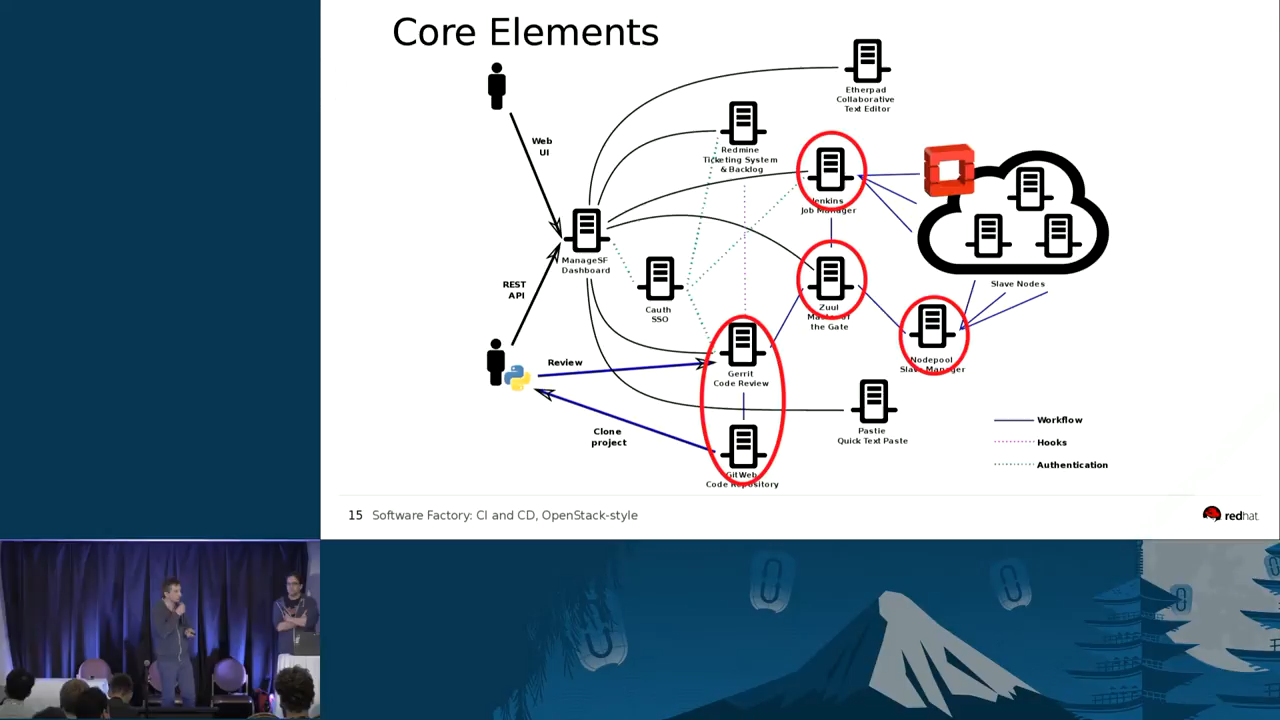 Core Elements
Etherpad
Collaborative
Text Editor
Web
UI
Redmine
Ticketing System
& Backlog
Jenkins
Job Manager
ManageSF
Dashboard
REST
API
Cauth
SSO
Zuul
Master of
the Gate
Slave Nodes
Review
Gerrit
Code Review
Nodepool
Slave Manager
Clone
project
Pastie
Quick Text Paste
GitWeb
Code Repository
Workflow
Hooks
Authentication
15 Software Factory: CI and CD, OpenStack-style
redhat